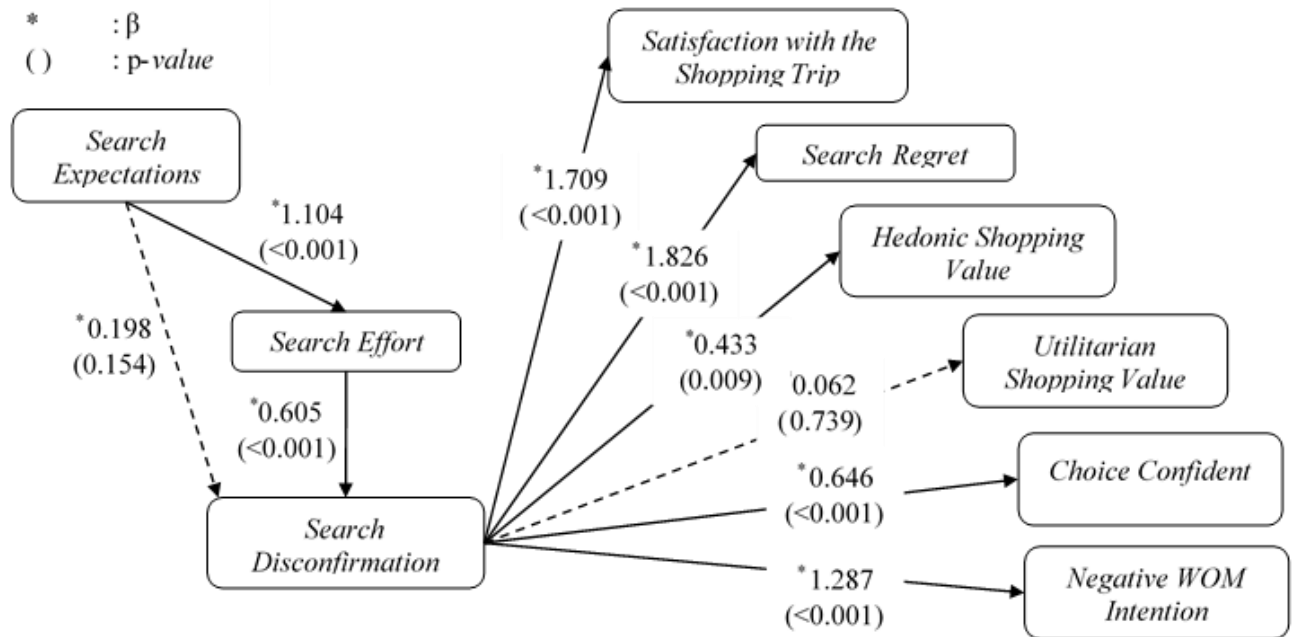 * : β
( ) : p-value
Satisfaction with the
Shopping Trip
Search
Expectations
Search Regret
*1.709
(<0.001)
*1.104
(<0.001)
Hedonic Shopping
Value
*1.826
(<0.001)
*0.198
(0.154)
Search Effort
*0.433
(0.009)
Utilitarian
Shopping Value
*0.605
(<0.001)
0.062
(0.739)
Choice Confident
*0.646
(<0.001)
Search
Disconfirmation
*1.287
(<0.001)
Negative WOM
Intention